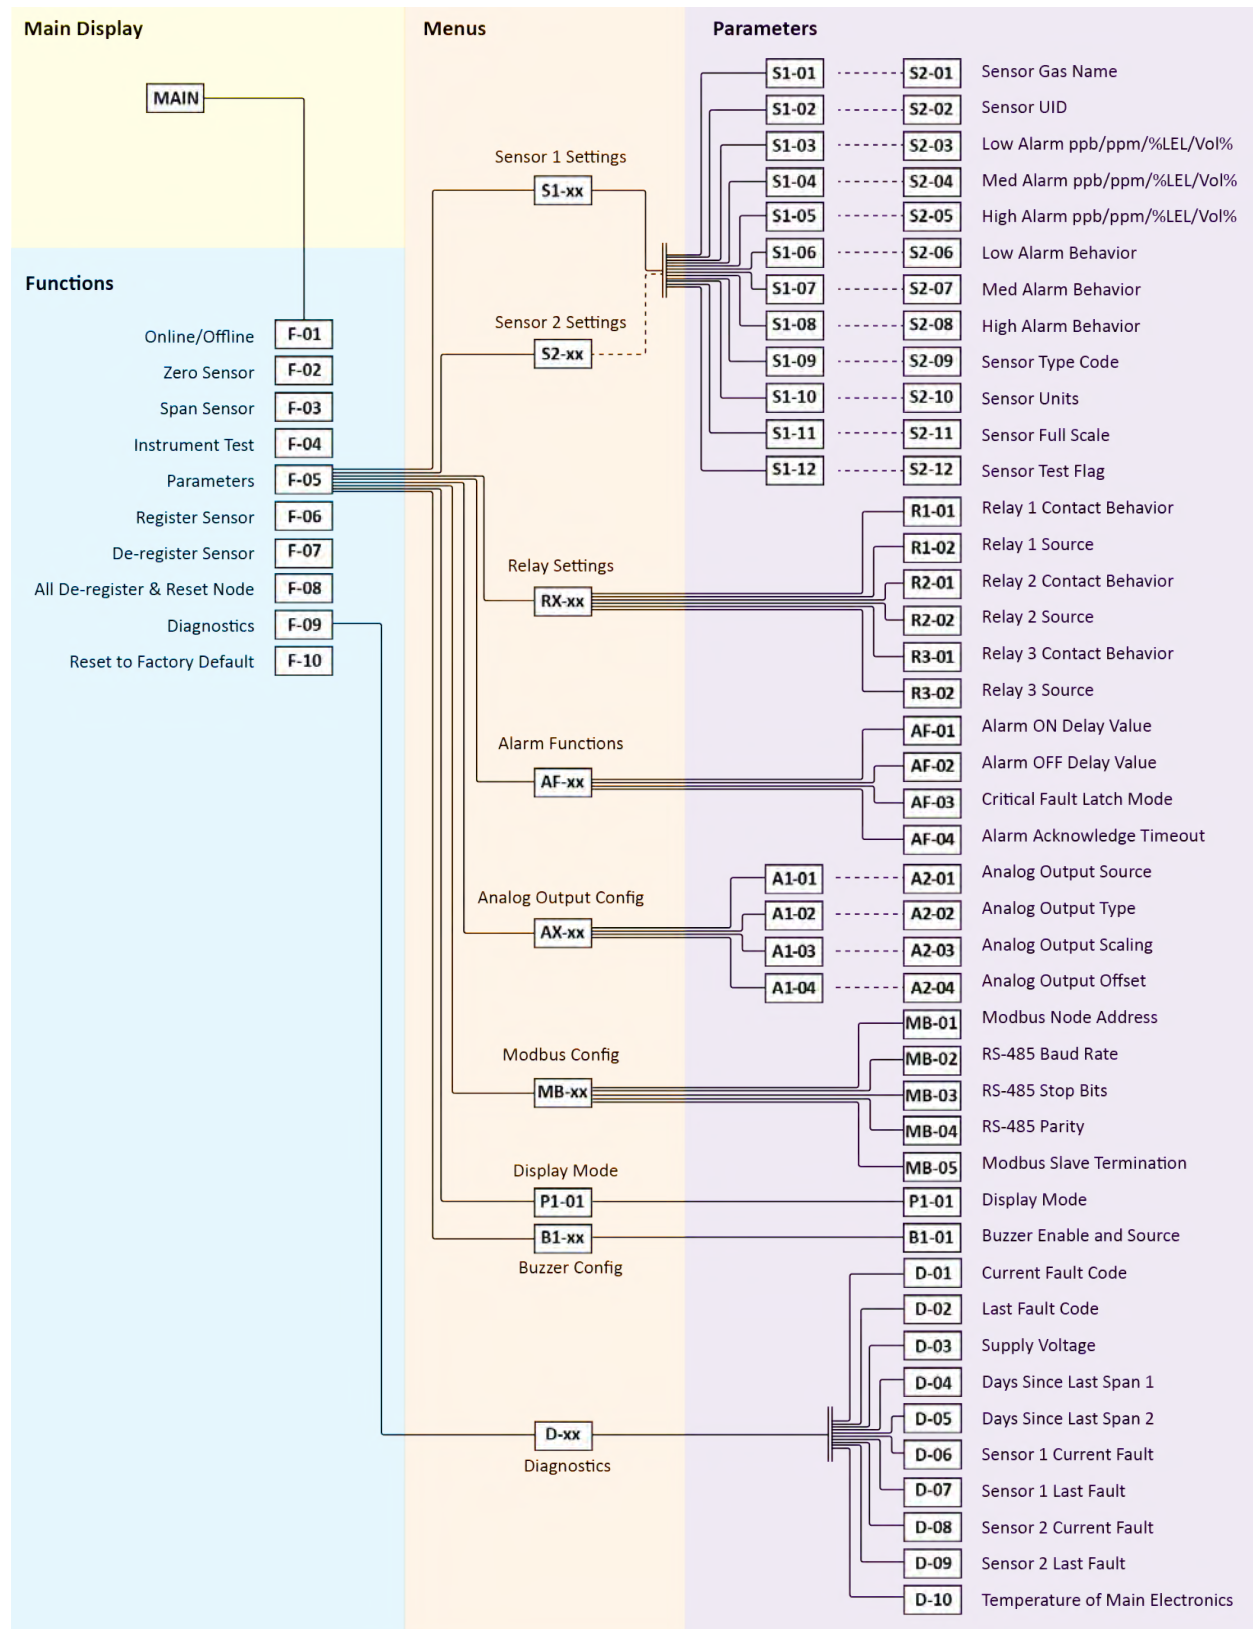 Main Display
Menus
Parameters
MAIN
Functions
Online/Offline F-01
Zero Sensor F-02
Span Sensor F-03
Instrument Test F-04
Parameters F-05
Register Sensor F-06
De-register Sensor F-07
All De-register & Reset Node F-08
Diagnostics F-09
Reset to Factory Default F-10
Sensor 1 Settings
S1-xx
Sensor 2 Settings
S2-xx
Relay Settings
RX-xx
Alarm Functions
AF-xx
Analog Output Config
AX-xx
Modbus Config
MB-xx
Display Mode
P1-01
B1-xx
Buzzer Config
D-xx
Diagnostics
S1-01 S2-01 Sensor Gas Name
S1-02 S2-02 Sensor UID
S1-03 S2-03 Low Alarm ppb/ppm/%LEL/Vol%
S1-04 S2-04 Med Alarm ppb/ppm/%LEL/Vol%
S1-05 S2-05 High Alarm ppb/ppm/%LEL/Vol%
S1-06 S2-06 Low Alarm Behavior
S1-07 S2-07 Med Alarm Behavior
S1-08 S2-08 High Alarm Behavior
S1-09 S2-09 Sensor Type Code
S1-10 S2-10 Sensor Units
S1-11 S2-11 Sensor Full Scale
S1-12 S2-12 Sensor Test Flag
R1-01 Relay 1 Contact Behavior
R1-02 Relay 1 Source
R2-01 Relay 2 Contact Behavior
R2-02 Relay 2 Source
R3-01 Relay 3 Contact Behavior
R3-02 Relay 3 Source
AF-01 Alarm ON Delay Value
AF-02 Alarm OFF Delay Value
AF-03 Critical Fault Latch Mode
AF-04 Alarm Acknowledge Timeout
A1-01 A2-01 Analog Output Source
A1-02 A2-02 Analog Output Type
A1-03 A2-03 Analog Output Scaling
A1-04 A2-04 Analog Output Offset
MB-01 Modbus Node Address
MB-02 RS-485 Baud Rate
MB-03 RS-485 Stop Bits
MB-04 RS-485 Parity
MB-05 Modbus Slave Termination
P1-01 Display Mode
B1-01 Buzzer Enable and Source
D-01 Current Fault Code
D-02 Last Fault Code
D-03 Supply Voltage
D-04 Days Since Last Span 1
D-05 Days Since Last Span 2
D-06 Sensor 1 Current Fault
D-07 Sensor 1 Last Fault
D-08 Sensor 2 Current Fault
D-09 Sensor 2 Last Fault
D-10 Temperature of Main Electronics